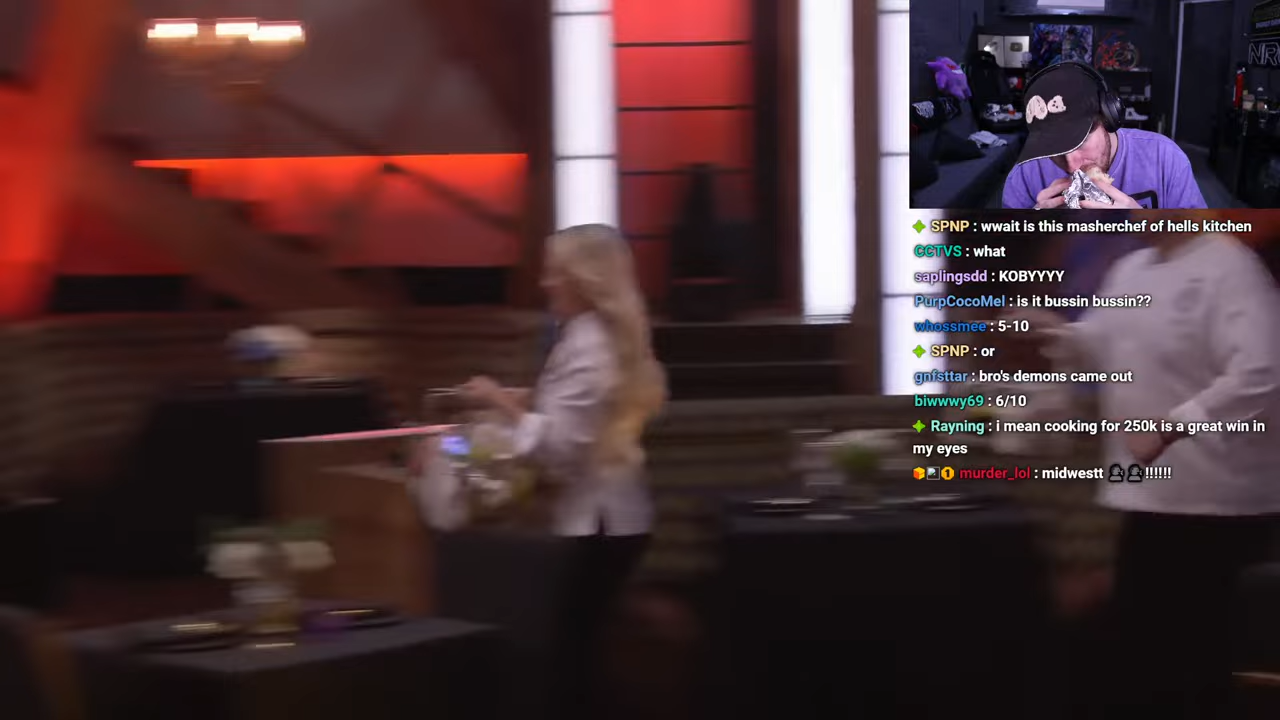 SPNP : wwait is this masherchef of hells kitchen
CCTVS : what
saplingsdd : KOBYYYY
PurpCocoMel : is it bussin bussin??
whossmee : 5-10
SPNP : or
gnfsttar : bro's demons came out
biwwwy69 : 6/10
Rayning : i mean cooking for 250k is a great win in
my eyes
murder_lol : midwestt !!!!!!